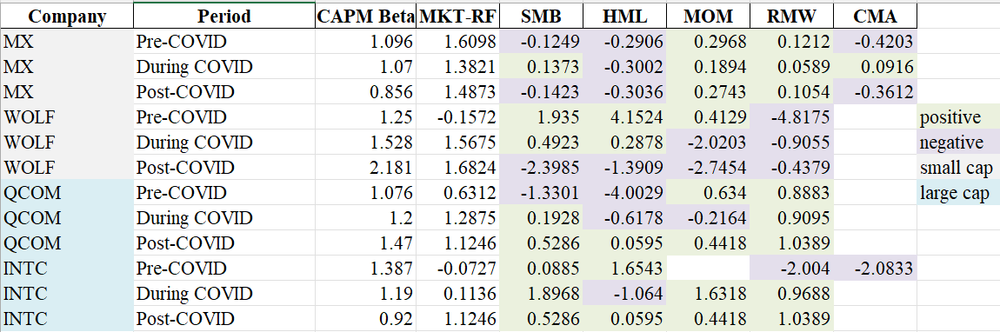 Company Period CAPM Beta MKT-RF SMB HML MOM RMW CMA
MX Pre-COVID 1.096 1.6098 -0.1249 -0.2906 0.2968 0.1212 -0.4203
MX During COVID 1.07 1.3821 0.1373 -0.3002 0.1894 0.0589 0.0916
MX Post-COVID 0.856 1.4873 -0.1423 -0.3036 0.2743 0.1054 -0.3612
WOLF Pre-COVID 1.25 -0.1572 1.935 4.1524 0.4129 -4.8175 positive
WOLF During COVID 1.528 1.5675 0.4923 0.2878 -2.0203 -0.9055 negative
WOLF Post-COVID 2.181 1.6824 -2.3985 -1.3909 -2.7454 -0.4379 small cap
QCOM Pre-COVID 1.076 0.6312 -1.3301 -4.0029 0.634 0.8883 large cap
QCOM During COVID 1.2 1.2875 0.1928 -0.6178 -0.2164 0.9095
QCOM Post-COVID 1.47 1.1246 0.5286 0.0595 0.4418 1.0389
INTC Pre-COVID 1.387 -0.0727 0.0885 1.6543 -2.004 -2.0833
INTC During COVID 1.19 0.1136 1.8968 -1.064 1.6318 0.9688
INTC Post-COVID 0.92 1.1246 0.5286 0.0595 0.4418 1.0389